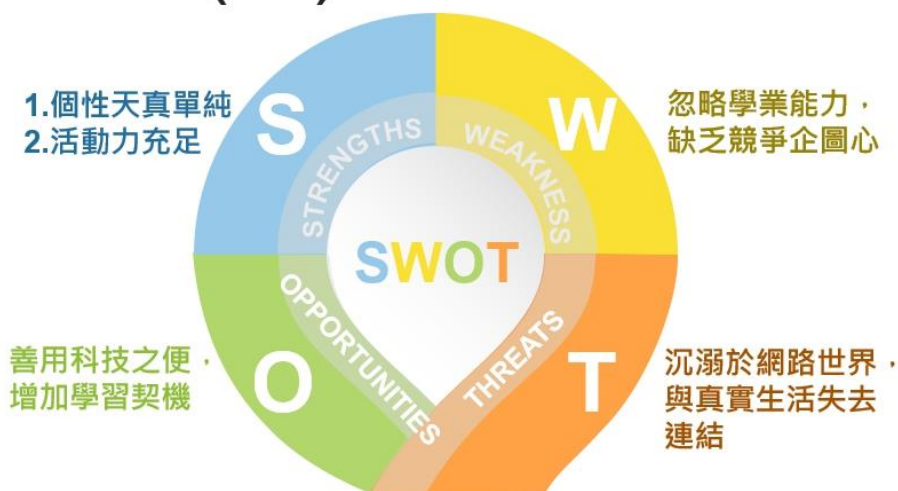 1.個性天真單純
2.活動力充足
S
STRENGTHS
W
WEAKNESS
忽略學業能力，
缺乏競爭企圖心
SWOT
善用科技之便，
增加學習契機
O
OPPORTUNITIES
T
THREATS
沉溺於網路世界，
與真實生活失去
連結